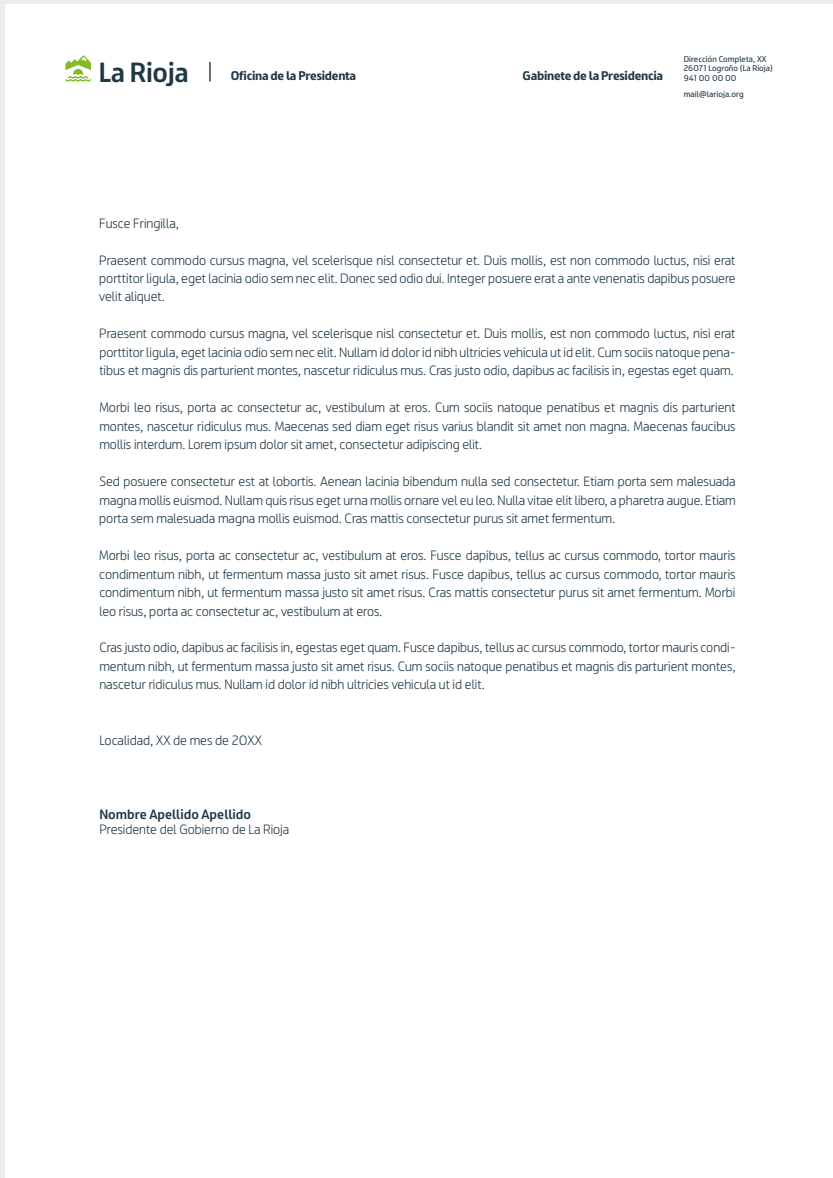 La Rioja
Oficina de la Presidenta
Gabinete de la Presidencia
Dirección Completa, XX
26071 Logroño (La Rioja)
941 00 00 00
mail@larioja.org
Fusce Fringilla,
Praesent commodo cursus magna, vel scelerisque nisl consectetur et. Duis mollis, est non commodo luctus, nisi erat
porttitor ligula, eget lacinia odio sem nec elit. Donec sed odio dui. Integer posuere erat a ante venenatis dapibus posuere
velit aliquet.
Praesent commodo cursus magna, vel scelerisque nisl consectetur et. Duis mollis, est non commodo luctus, nisi erat
porttitor ligula, eget lacinia odio sem nec elit. Nullam id dolor id nibh ultricies vehicula ut id elit. Cum sociis natoque pena-
tibus et magnis dis parturient montes, nascetur ridiculus mus. Cras justo odio, dapibus ac facilisis in, egestas eget quam.
Morbi leo risus, porta ac consectetur ac, vestibulum at eros. Cum sociis natoque penatibus et magnis dis parturient
montes, nascetur ridiculus mus. Maecenas sed diam eget risus varius blandit sit amet non magna. Maecenas faucibus
mollis interdum. Lorem ipsum dolor sit amet, consectetur adipiscing elit.
Sed posuere consectetur est at lobortis. Aenean lacinia bibendum nulla sed consectetur. Etiam porta sem malesuada
magna mollis euismod. Nullam quis risus eget urna mollis ornare vel eu leo. Nulla vitae elit libero, a pharetra augue. Etiam
porta sem malesuada magna mollis euismod. Cras mattis consectetur purus sit amet fermentum.
Morbi leo risus, porta ac consectetur ac, vestibulum at eros. Fusce dapibus, tellus ac cursus commodo, tortor mauris
condimentum nibh, ut fermentum massa justo sit amet risus. Fusce dapibus, tellus ac cursus commodo, tortor mauris
condimentum nibh, ut fermentum massa justo sit amet risus. Cras mattis consectetur purus sit amet fermentum. Morbi
leo risus, porta ac consectetur ac, vestibulum at eros.
Cras justo odio, dapibus ac facilisis in, egestas eget quam. Fusce dapibus, tellus ac cursus commodo, tortor mauris condi-
mentum nibh, ut fermentum massa justo sit amet risus. Cum sociis natoque penatibus et magnis dis parturient montes,
nascetur ridiculus mus. Nullam id dolor id nibh ultricies vehicula ut id elit.
Localidad, XX de mes de 20XX
Nombre Apellido Apellido
Presidente del Gobierno de La Rioja